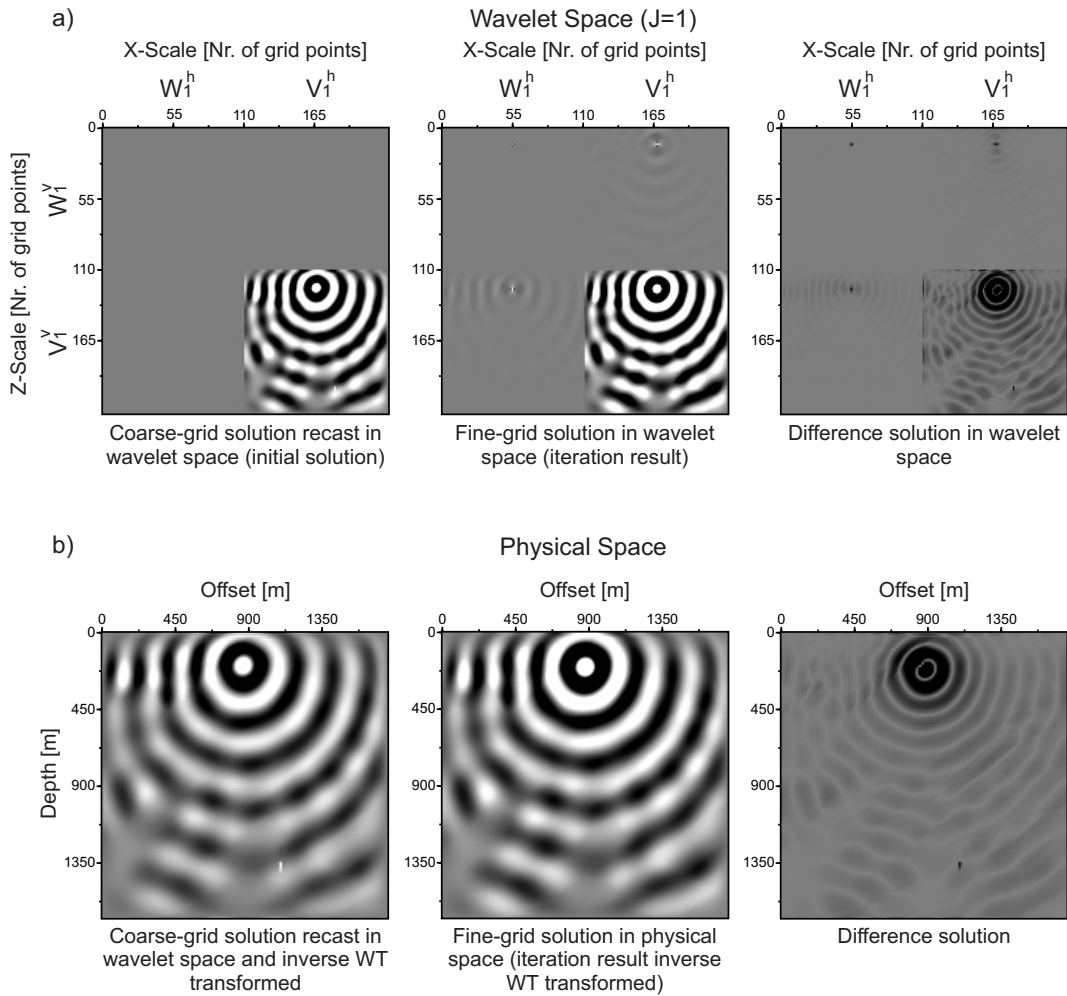 a)
Wavelet Space (J=1)
X-Scale [Nr. of grid points]
X-Scale [Nr. of grid points]
W₁ʰ V₁ʰ
W₁ʰ V₁ʰ
W₁ʰ V₁ʰ
0 55 110 165
0 55 110 165
0 55 110 165
Z-Scale [Nr. of grid points]
W₁ᵛ
V₁ᵛ
0
55
110
165
0
55
110
165
0
55
110
165
Coarse-grid solution recast in
wavelet space (initial solution)
Fine-grid solution in wavelet
space (iteration result)
Difference solution in wavelet
space
b)
Physical Space
Offset [m]
Offset [m]
Offset [m]
0 450 900 1350
0 450 900 1350
0 450 900 1350
Depth [m]
0
450
900
1350
0
450
900
1350
0
450
900
1350
Coarse-grid solution recast in
wavelet space and inverse WT
transformed
Fine-grid solution in physical
space (iteration result inverse
WT transformed)
Difference solution